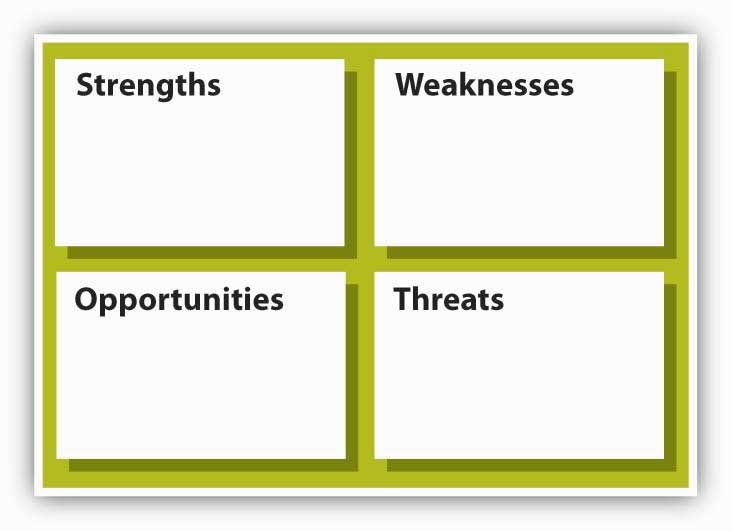 Strengths
Weaknesses
Opportunities
Threats